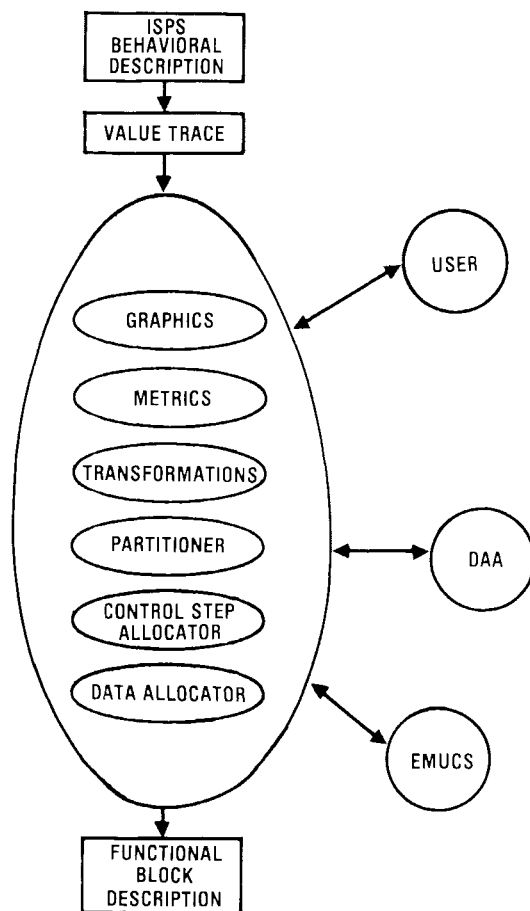 ISPS
BEHAVIORAL
DESCRIPTION
VALUE TRACE
USER
GRAPHICS
METRICS
TRANSFORMATIONS
PARTITIONER
DAA
CONTROL STEP
ALLOCATOR
DATA ALLOCATOR
EMUCS
FUNCTIONAL
BLOCK
DESCRIPTION